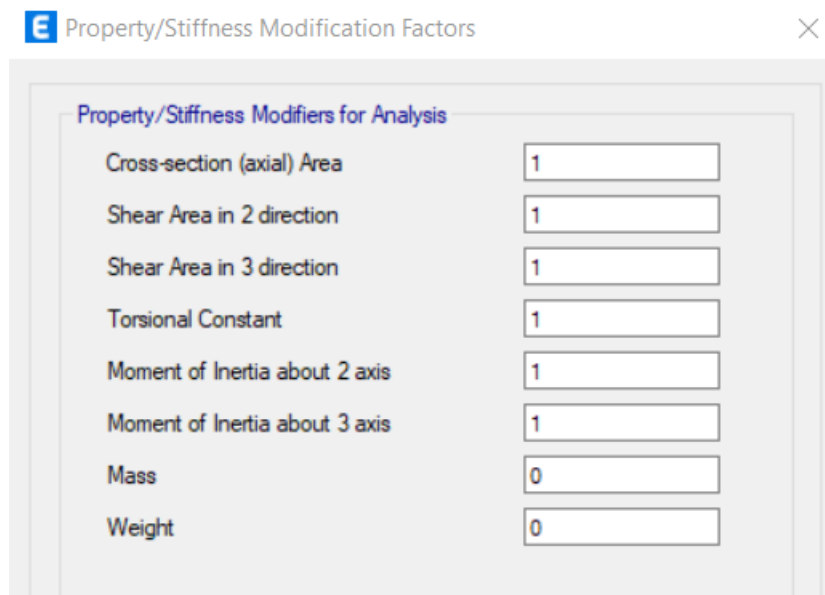 E Property/Stiffness Modification Factors
Property/Stiffness Modifiers for Analysis
Cross-section (axial) Area 1
Shear Area in 2 direction 1
Shear Area in 3 direction 1
Torsional Constant 1
Moment of Inertia about 2 axis 1
Moment of Inertia about 3 axis 1
Mass 0
Weight 0